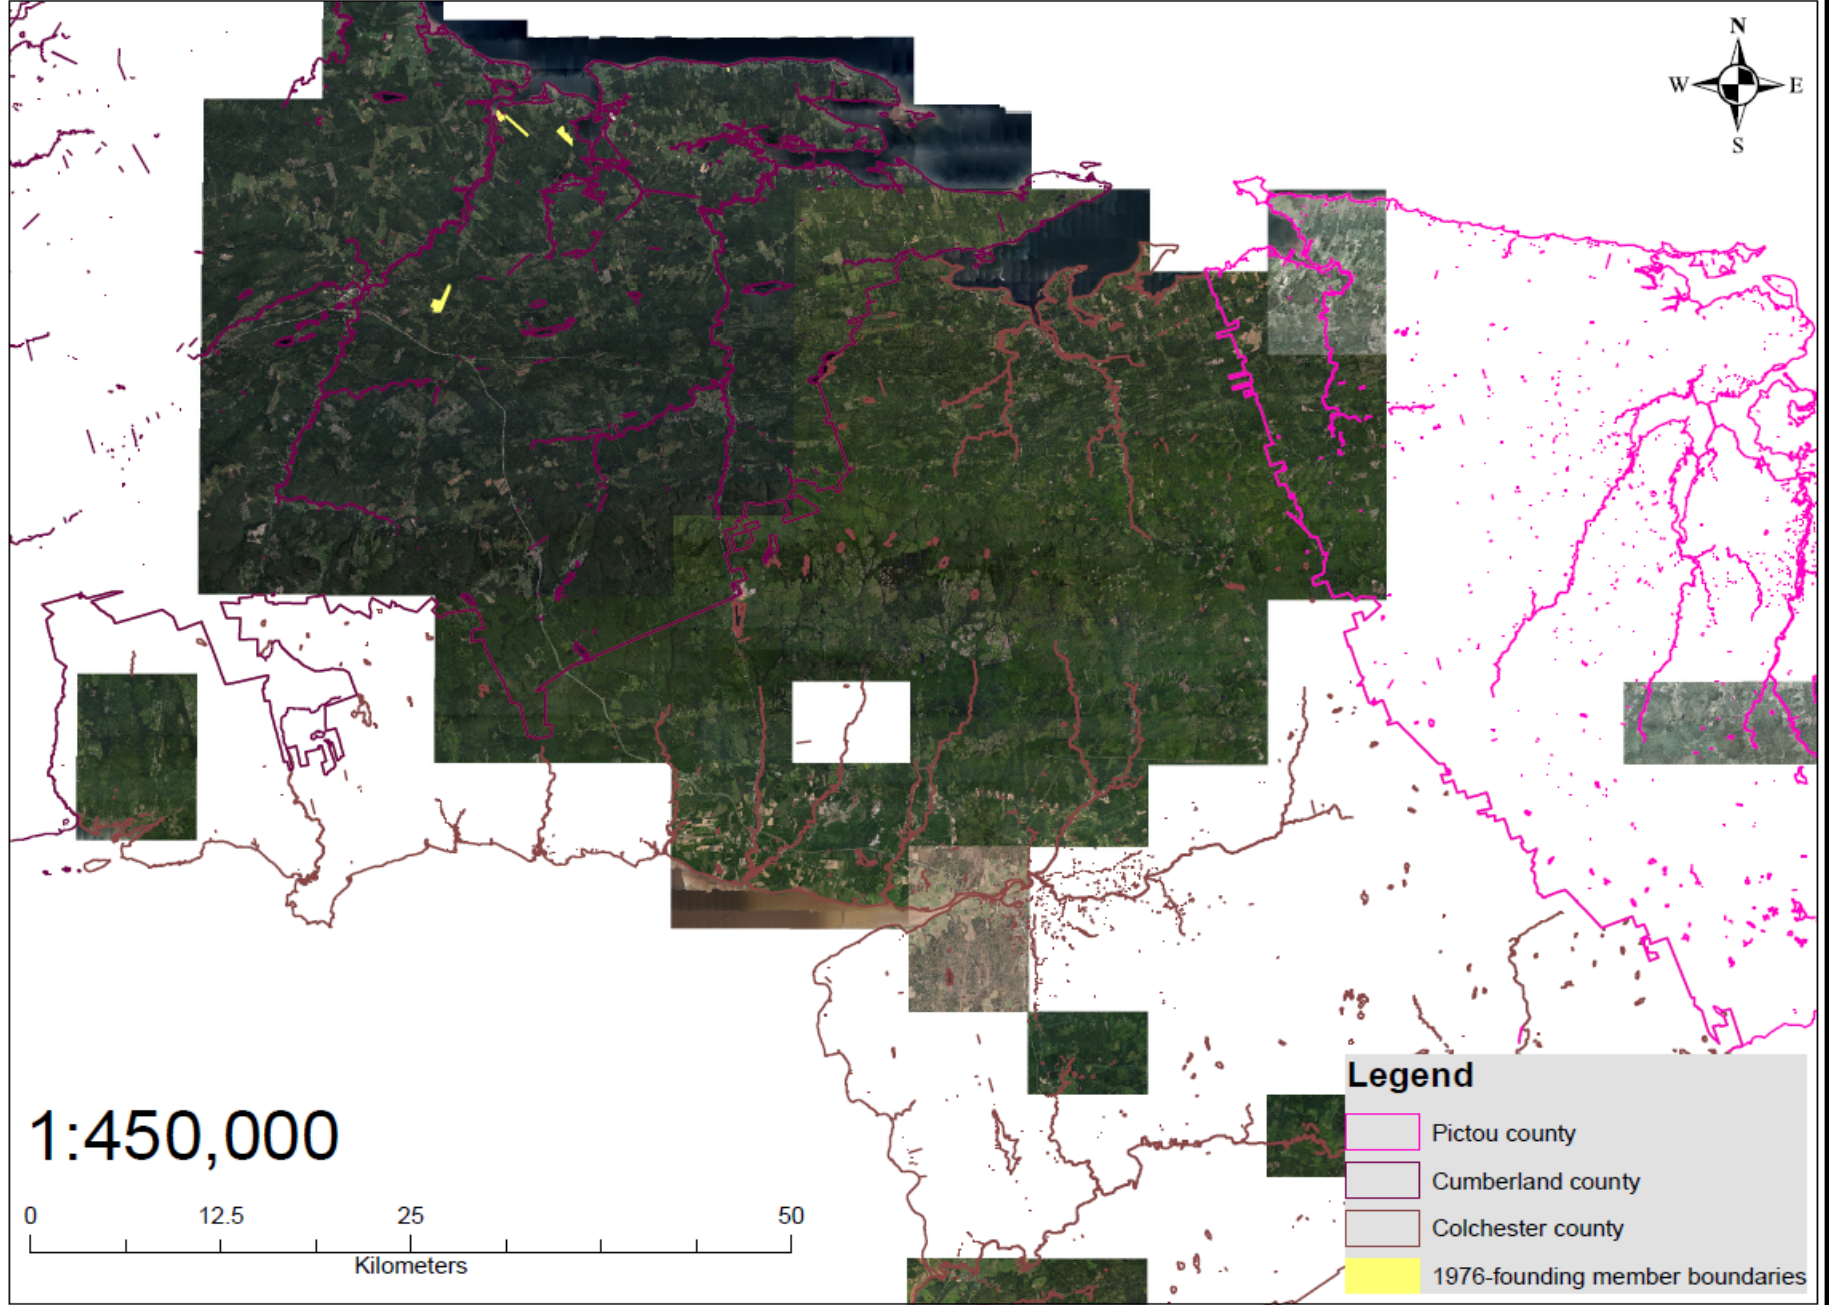 N
W E
S
1:450,000
0 12.5 25 50
Kilometers
Legend
Pictou county
Cumberland county
Colchester county
1976-founding member boundaries